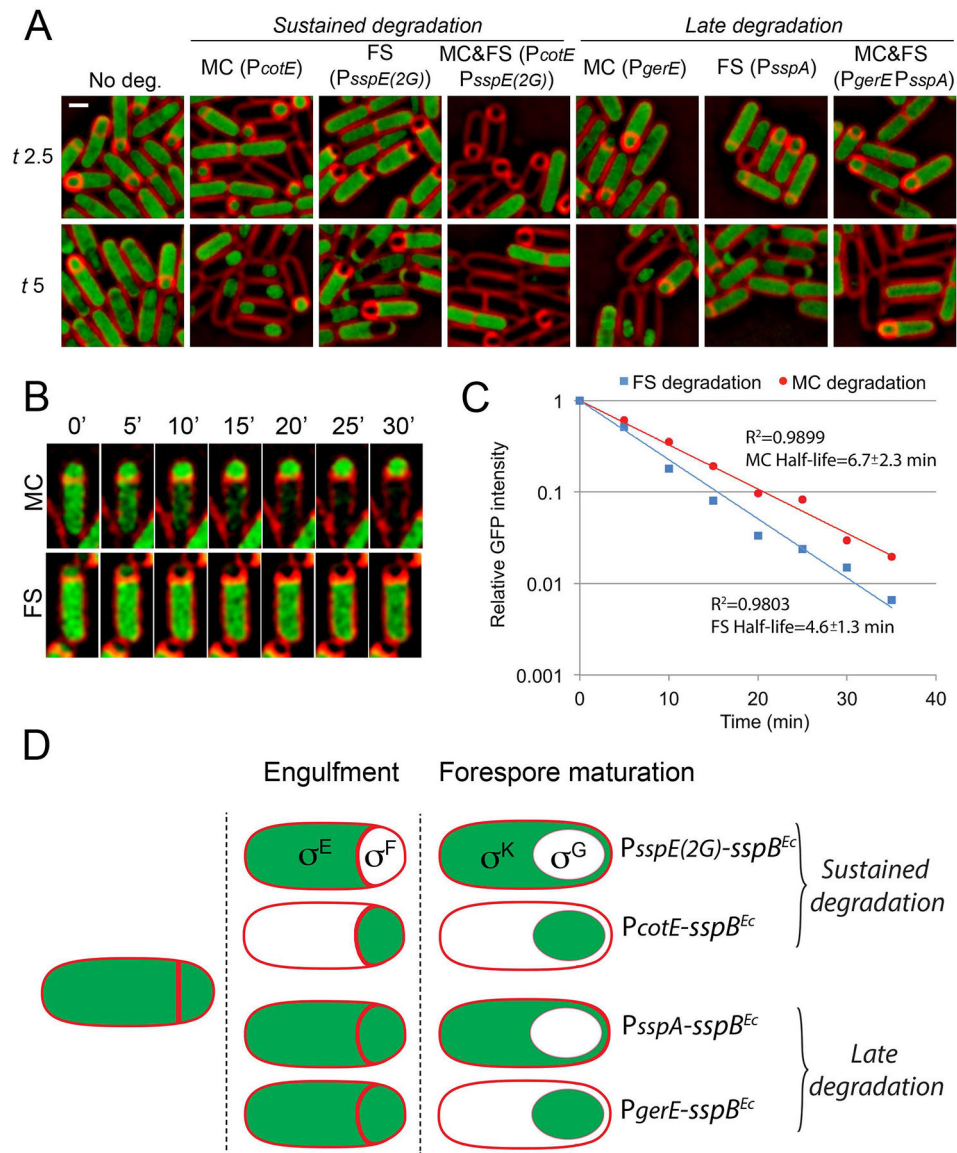 A
Sustained degradation
Late degradation
No deg.
MC (PcotE)
FS
(PsspE(2G))
MC&FS (PcotE
PsspE(2G))
MC (PgerE)
FS (PsspA)
MC&FS
(PgerE PsspA)
t 2.5
t 5
B
0' 5' 10' 15' 20' 25' 30'
MC
FS
C
FS degradation MC degradation
Relative GFP intensity
1
0.1
0.01
0.001
R²=0.9899
MC Half-life=6.7±2.3 min
R²=0.9803
FS Half-life=4.6±1.3 min
0 10 20 30 40
Time (min)
D
Engulfment Forespore maturation
σE σF σK σG PsspE(2G)-sspBEc
PcotE-sspBEc
Sustained
degradation
PsspA-sspBEc
PgerE-sspBEc
Late
degradation